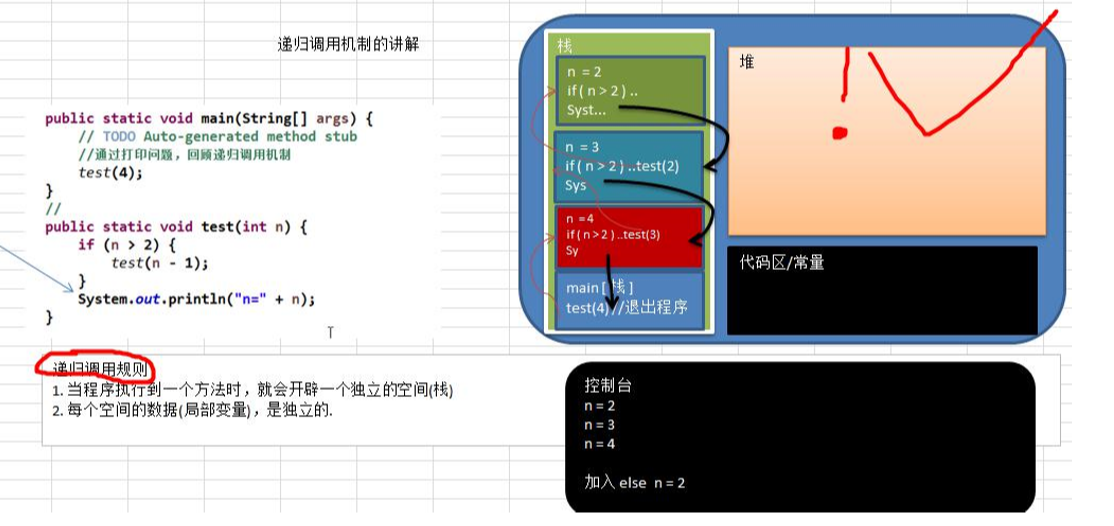 递归调用机制的讲解
public static void main(String[] args) {
// TODO Auto-generated method stub
//通过打印问题，回顾递归调用机制
test(4);
}
//
public static void test(int n) {
if (n > 2) {
test(n - 1);
}
System.out.println("n=" + n);
}
递归调用规则
1. 当程序执行到一个方法时，就会开辟一个独立的空间(栈)
2. 每个空间的数据(局部变量)，是独立的.
栈
n = 2
if( n > 2 ) ..
Syst...
n = 3
if( n > 2 ) ..test(2)
Sys
n =4
if( n > 2 ) ..test(3)
Sy
main [ 栈 ]
test(4) //退出程序
堆
代码区/常量
控制台
n = 2
n = 3
n = 4
加入 else n = 2